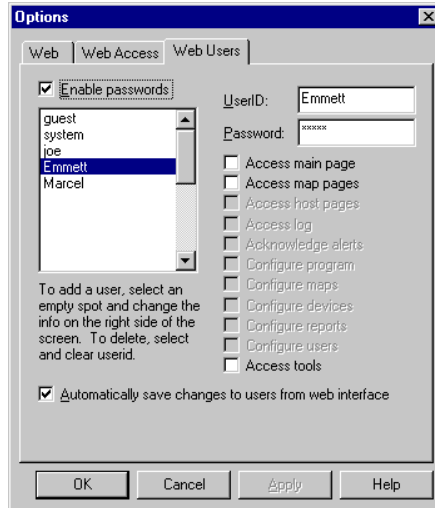 Options
Web
Web Access
Web Users
Enable passwords
guest
system
joe
Emmett
Marcel
To add a user, select an
empty spot and change the
info on the right side of the
screen. To delete, select
and clear userid.
UserID:
Emmett
Password:
*****
Access main page
Access map pages
Access host pages
Access log
Acknowledge alerts
Configure program
Configure maps
Configure devices
Configure reports
Configure users
Access tools
Automatically save changes to users from web interface
OK
Cancel
Apply
Help